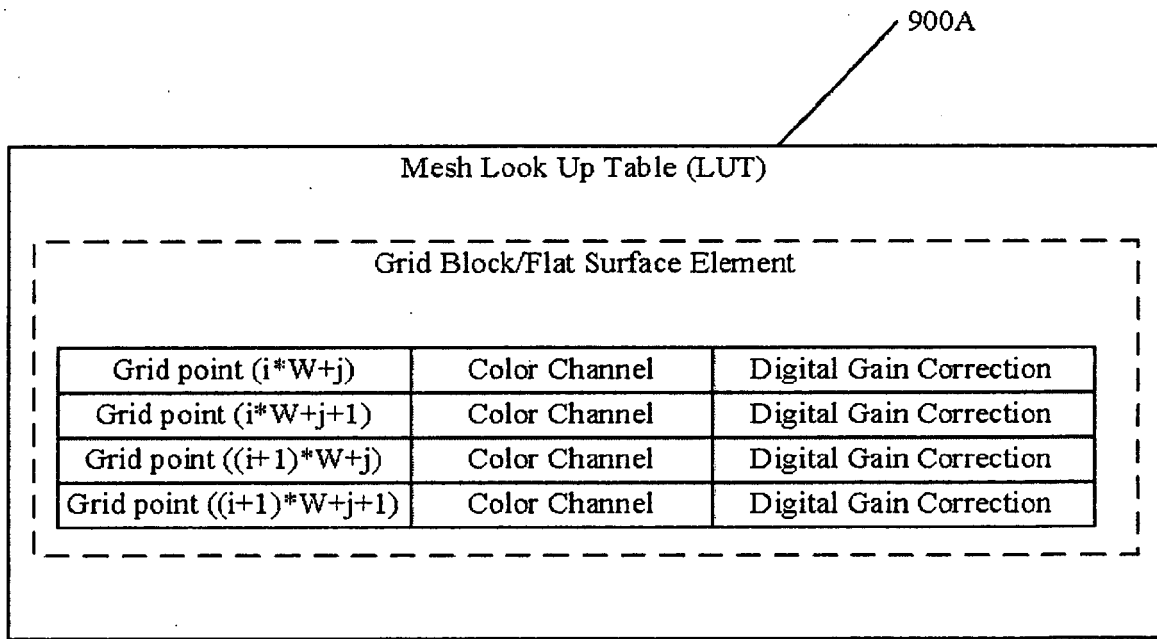 900A
Mesh Look Up Table (LUT)
Grid Block/Flat Surface Element
Grid point (i*W+j) Color Channel Digital Gain Correction
Grid point (i*W+j+1) Color Channel Digital Gain Correction
Grid point ((i+1)*W+j) Color Channel Digital Gain Correction
Grid point ((i+1)*W+j+1) Color Channel Digital Gain Correction